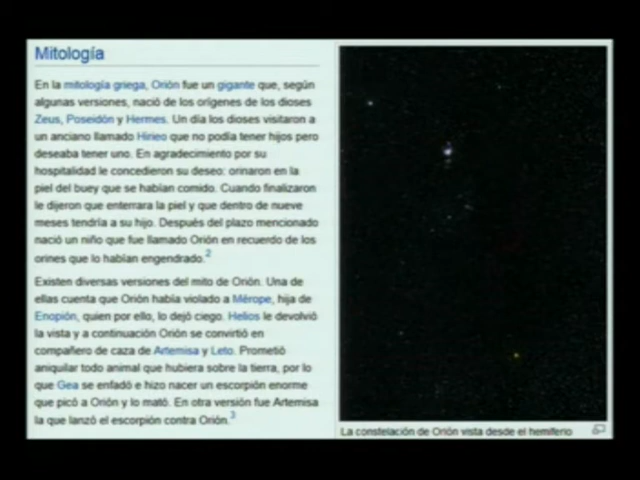 Mitología
En la mitología griega, Orión fue un gigante que, según
algunas versiones, nació de los orígenes de los dioses
Zeus, Poseidón y Hermes. Un día los dioses visitaron a
un anciano llamado Hirieo que no podía tener hijos pero
deseaba tener uno. En agradecimiento por su
hospitalidad le concedieron su deseo: orinaron en la
piel del buey que se habían comido. Cuando finalizaron
le dijeron que enterrara la piel y que dentro de nueve
meses tendría a su hijo. Después del plazo mencionado
nació un niño que fue llamado Orión en recuerdo de los
orines que lo habían engendrado.2
Existen diversas versiones del mito de Orión. Una de
ellas cuenta que Orión había violado a Mérope, hija de
Enopión, quien por ello, lo dejó ciego. Helios le devolvió
la vista y a continuación Orión se convirtió en
compañero de caza de Artemisa y Leto. Prometió
aniquilar todo animal que hubiera sobre la tierra, por lo
que Gea se enfadó e hizo nacer un escorpión enorme
que picó a Orión y lo mató. En otra versión fue Artemisa
la que lanzó el escorpión contra Orión.3
La constelación de Orión vista desde el hemiferio